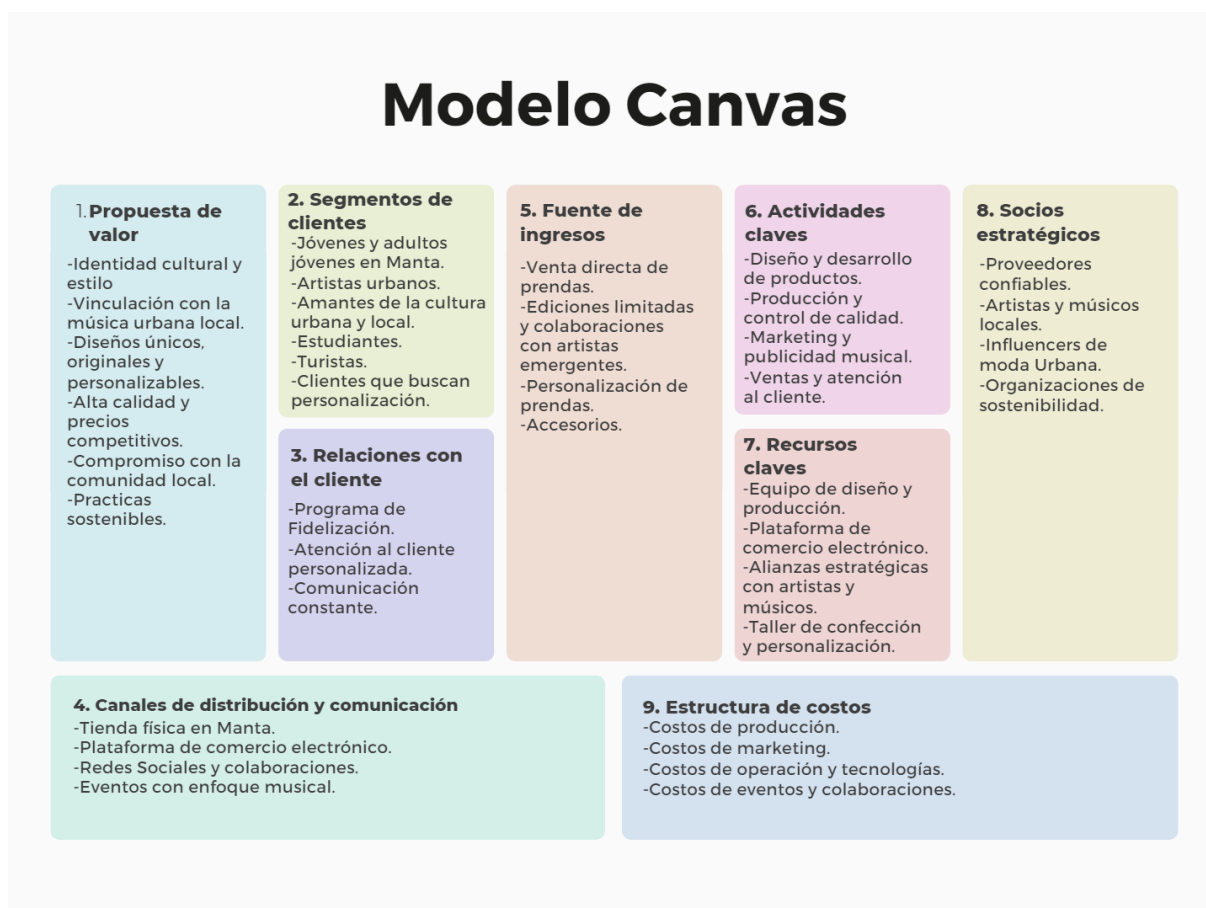 Modelo Canvas
1. Propuesta de
valor
-Identidad cultural y
estilo
-Vinculación con la
música urbana local.
-Diseños únicos,
originales y
personalizables.
-Alta calidad y
precios
competitivos.
-Compromiso con la
comunidad local.
-Practicas
sostenibles.
2. Segmentos de
clientes
-Jóvenes y adultos
jóvenes en Manta.
-Artistas urbanos.
-Amantes de la cultura
urbana y local.
-Estudiantes.
-Turistas.
-Clientes que buscan
personalización.
3. Relaciones con
el cliente
-Programa de
Fidelización.
-Atención al cliente
personalizada.
-Comunicación
constante.
4. Canales de distribución y comunicación
-Tienda física en Manta.
-Plataforma de comercio electrónico.
-Redes Sociales y colaboraciones.
-Eventos con enfoque musical.
5. Fuente de
ingresos
-Venta directa de
prendas.
-Ediciones limitadas
y colaboraciones
con artistas
emergentes.
-Personalización de
prendas.
-Accesorios.
6. Actividades
claves
-Diseño y desarrollo
de productos.
-Producción y
control de calidad.
-Marketing y
publicidad musical.
-Ventas y atención
al cliente.
7. Recursos
claves
-Equipo de diseño y
producción.
-Plataforma de
comercio electrónico.
-Alianzas estratégicas
con artistas y
músicos.
-Taller de confección
y personalización.
8. Socios
estratégicos
-Proveedores
confiables.
-Artistas y músicos
locales.
-Influencers de
moda Urbana.
-Organizaciones de
sostenibilidad.
9. Estructura de costos
-Costos de producción.
-Costos de marketing.
-Costos de operación y tecnologías.
-Costos de eventos y colaboraciones.